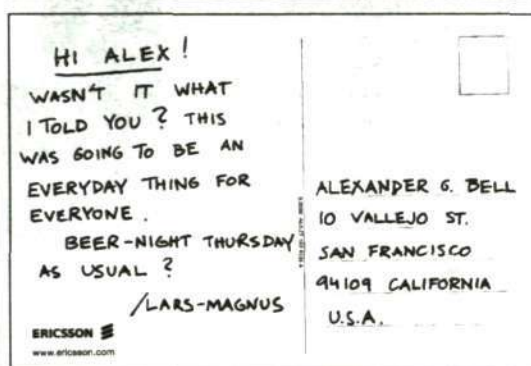 HI ALEX!
WASN'T IT WHAT
I TOLD YOU? THIS
WAS GOING TO BE AN
EVERYDAY THING FOR
EVERYONE.
BEER-NIGHT THURSDAY
AS USUAL?
/LARS-MAGNUS
ERICSSON
www.ericsson.com
ALEXANDER G. BELL
10 VALLEJO ST.
SAN FRANCISCO
94109 CALIFORNIA
U.S.A.